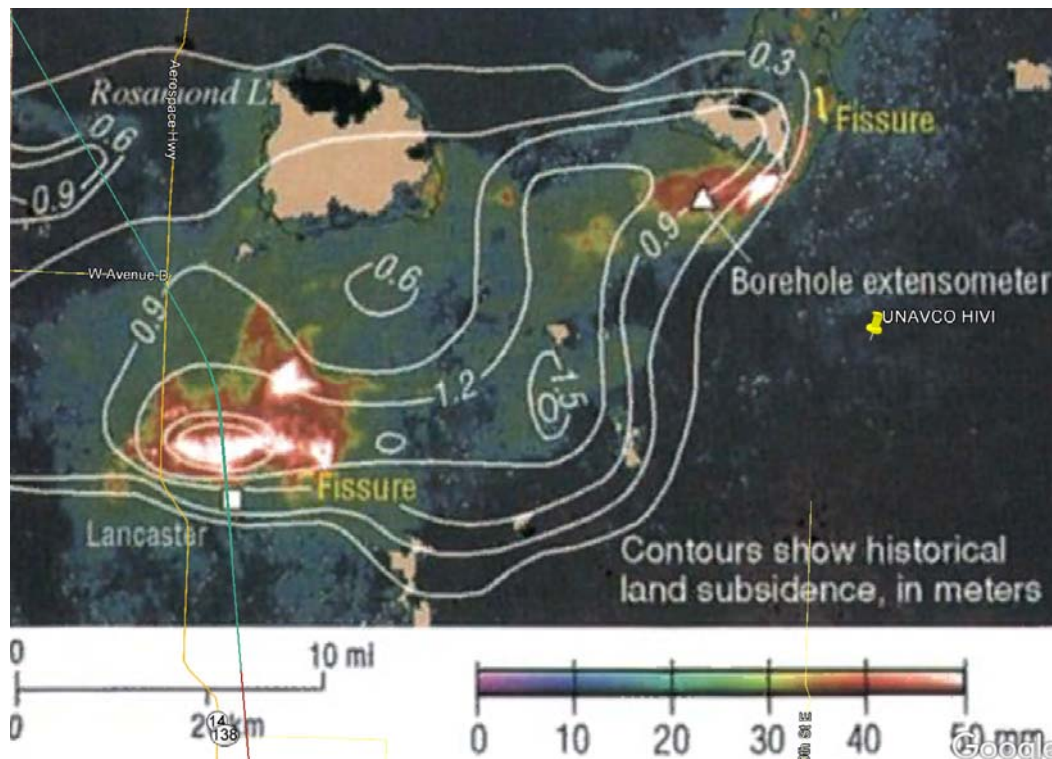 0.3
Rosamond L.
Aerospace Hwy
Fissure
0.6
0.9
0.9
Borehole extensometer
W Avenue D
0.6
UNAVCO HIVI
0.9
1.2
1.5
0
0
Fissure
Lancaster
Contours show historical
land subsidence, in meters
0 10 mi
0 km
14
138
0 10 20 30 40 50 mm
Google